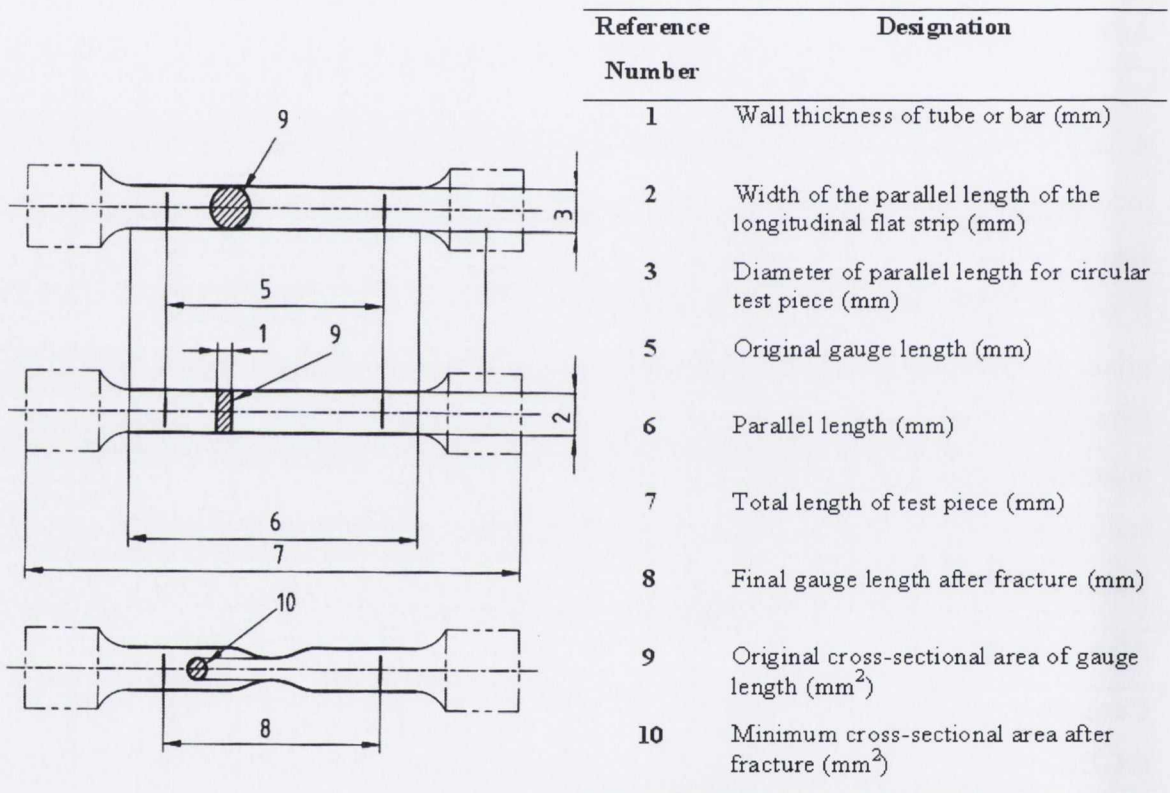 Reference Designation
Number
1 Wall thickness of tube or bar (mm)
2 Width of the parallel length of the
longitudinal flat strip (mm)
3 Diameter of parallel length for circular
test piece (mm)
5 Original gauge length (mm)
6 Parallel length (mm)
7 Total length of test piece (mm)
8 Final gauge length after fracture (mm)
9 Original cross-sectional area of gauge
length (mm²)
10 Minimum cross-sectional area after
fracture (mm²)
9
3
5
1 9
2
6
7
10
8